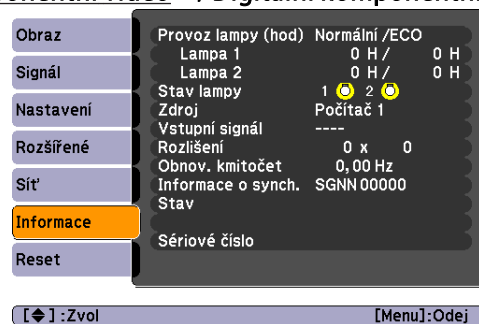 Obraz
Signál
Nastavení
Rozšířené
Síť
Informace
Reset
Provoz lampy (hod) Normální /ECO
Lampa 1 0 H / 0 H
Lampa 2 0 H / 0 H
Stav lampy 1 2
Zdroj Počítač 1
Vstupní signál ----
Rozlišení 0 x 0
Obnov. kmitočet 0,00 Hz
Informace o synch. SGNN 00000
Stav
Sériové číslo
[ ] :Zvol [Menu]:Odej